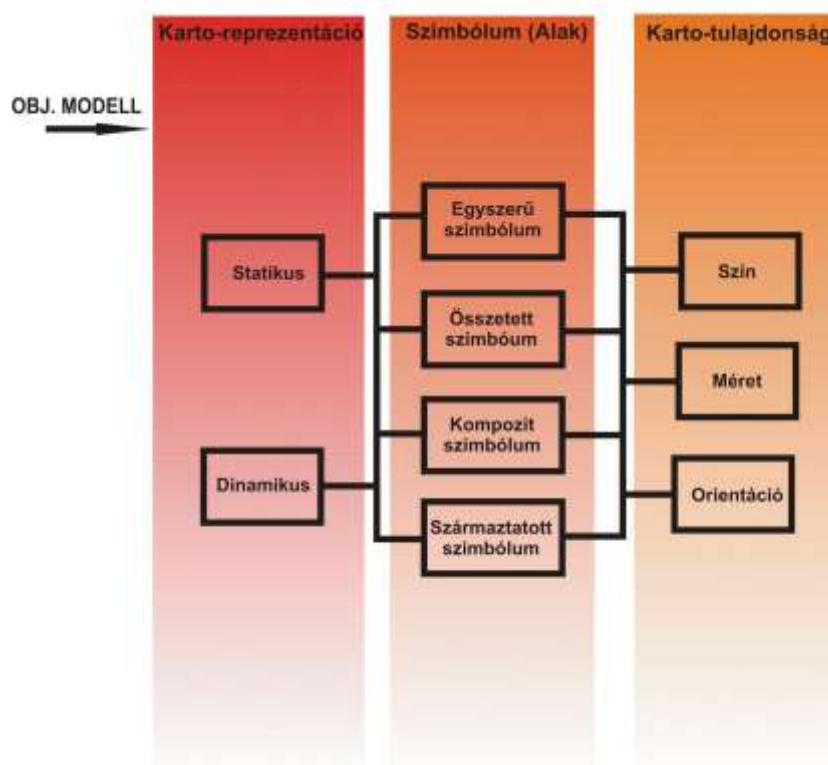 Karto-reprezentáció
Szimbólum (Alak)
Karto-tulajdonság
OBJ. MODELL
Egyszerű
szimbólum
Statikus
Szín
Összetett
szimbóum
Méret
Kompozit
szimbólum
Dinamikus
Orientáció
Származtatott
szimbólum